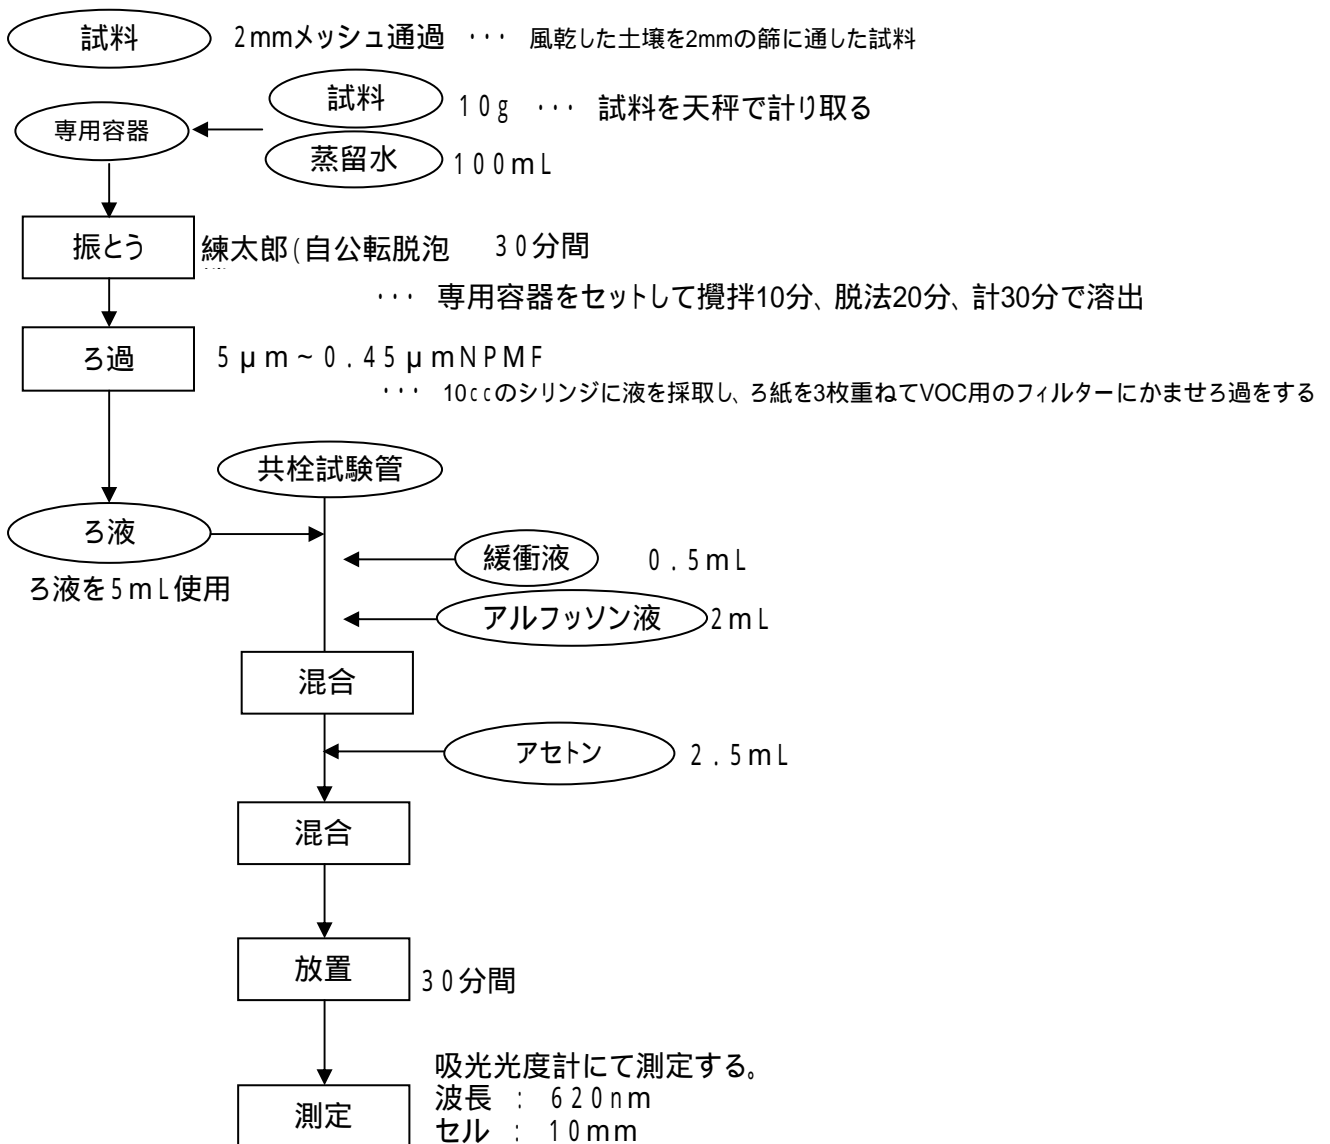 試料 2mmメッシュ通過 ・・・ 風乾した土壌を2mmの篩に通した試料
試料 10g ・・・ 試料を天秤で計り取る
専用容器
蒸留水 100mL
振とう 練太郎(自公転脱泡 30分間
・・・ 専用容器をセットして攪拌10分、脱法20分、計30分で溶出
ろ過 5μm~0.45μmNPMF
・・・ 10ccのシリンジに液を採取し、ろ紙を3枚重ねてVOC用のフィルターにかませろ過をする
共栓試験管
ろ液
緩衝液 0.5mL
ろ液を5mL使用
アルフッソン液 2mL
混合
アセトン 2.5mL
混合
放置 30分間
吸光光度計にて測定する。
波長 : 620nm
測定
セル : 10mm